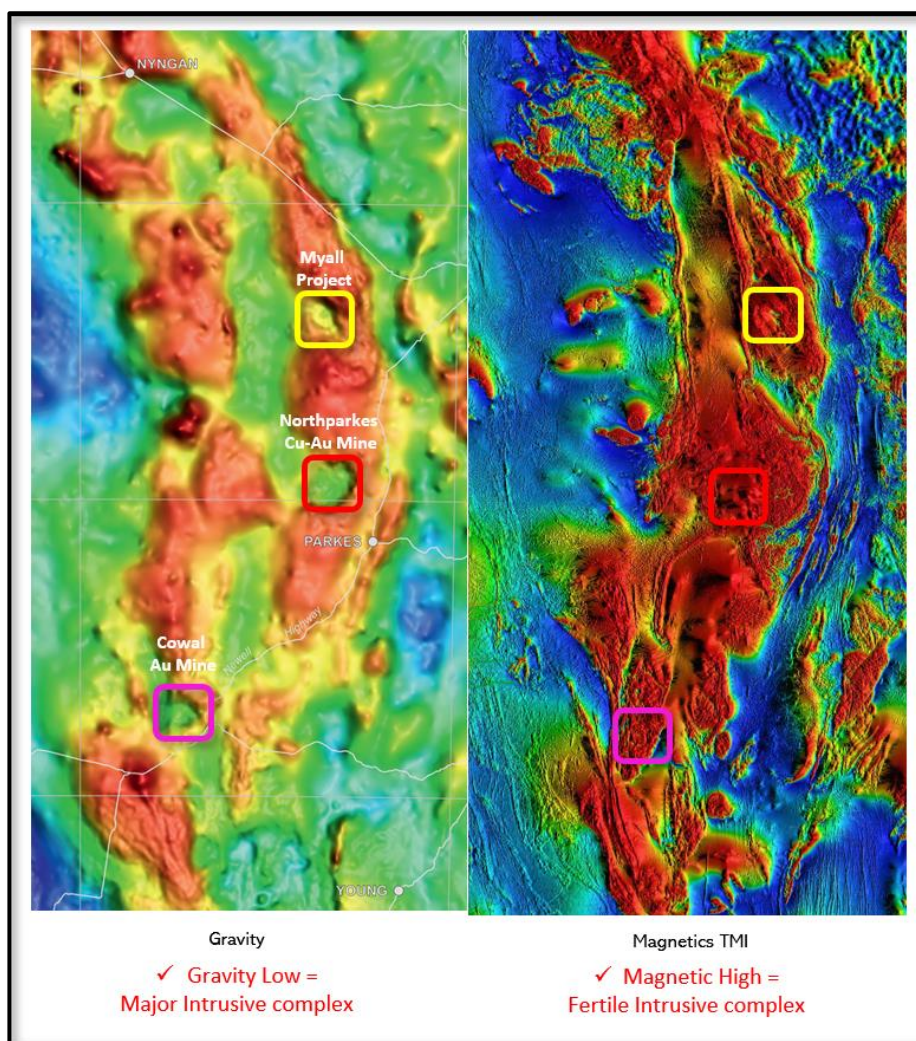 NYNGAN
Myall
Project
Northparkes
Cu-Au Mine
PARKES
Newell Highway
Cowal
Au Mine
YOUNG
Gravity
Magnetics TMI
✓ Gravity Low =
Major Intrusive complex
✓ Magnetic High =
Fertile Intrusive complex